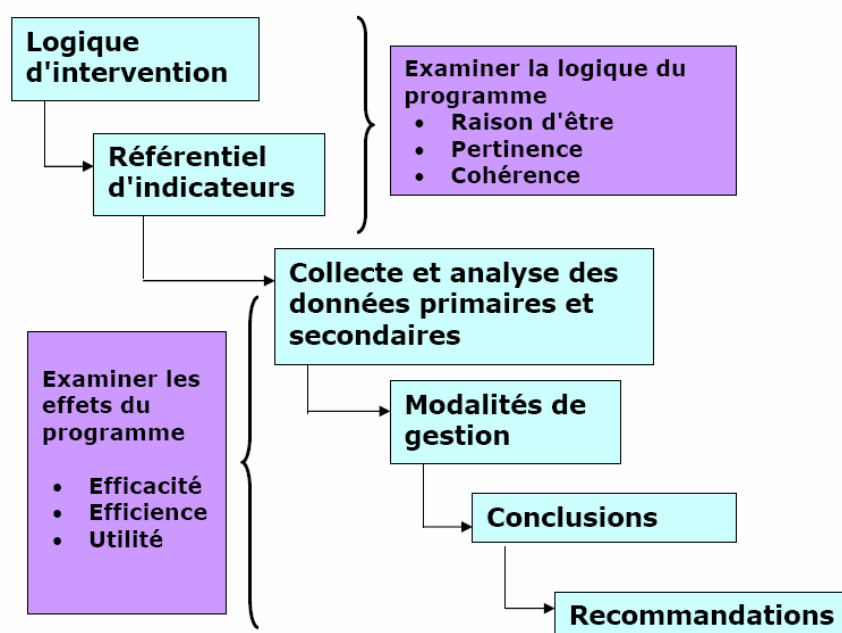 Logique
d'intervention
Examiner la logique du
programme
• Raison d'être
• Pertinence
• Cohérence
Référentiel
d'indicateurs
Collecte et analyse des
données primaires et
secondaires
Examiner les
effets du
programme
• Efficacité
• Efficience
• Utilité
Modalités de
gestion
Conclusions
Recommandations